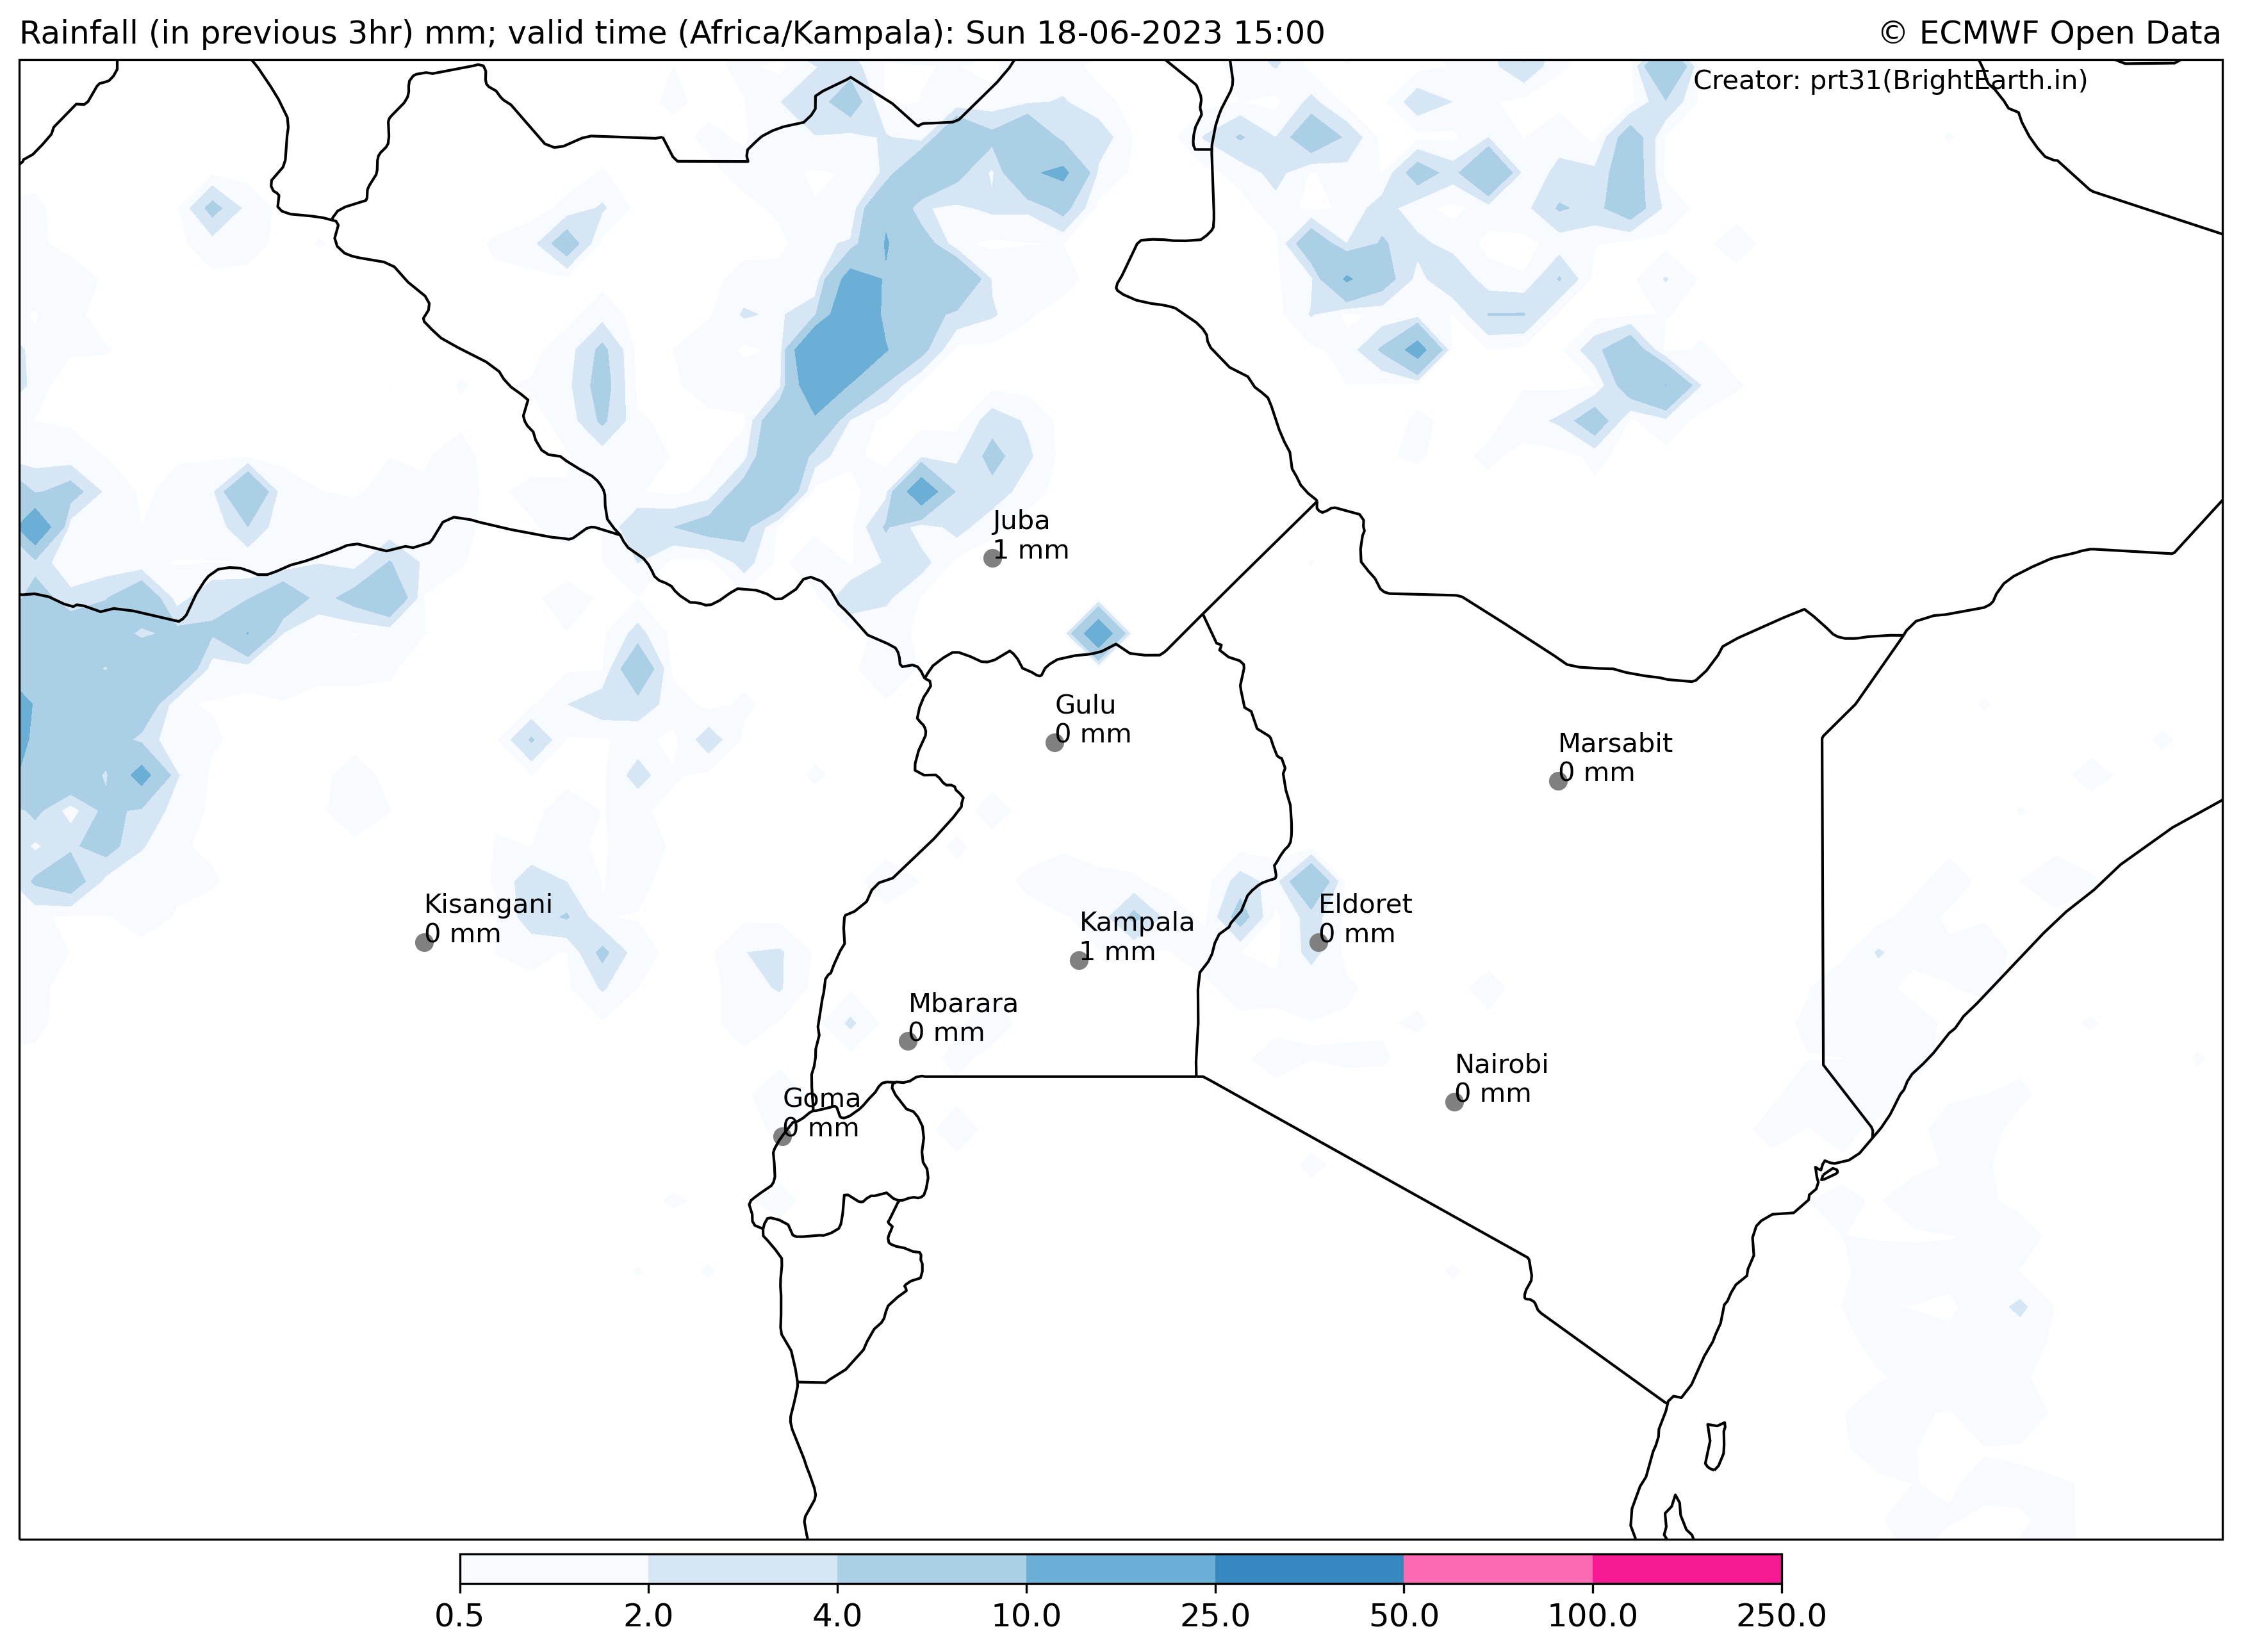 Rainfall (in previous 3hr) mm; valid time (Africa/Kampala): Sun 18-06-2023 15:00
© ECMWF Open Data
Creator: prt31(BrightEarth.in)
Juba
1 mm
Gulu
0 mm
Marsabit
0 mm
Kisangani
0 mm
Kampala
1 mm
Eldoret
0 mm
Mbarara
0 mm
Nairobi
0 mm
Goma
0 mm
0.5 2.0 4.0 10.0 25.0 50.0 100.0 250.0